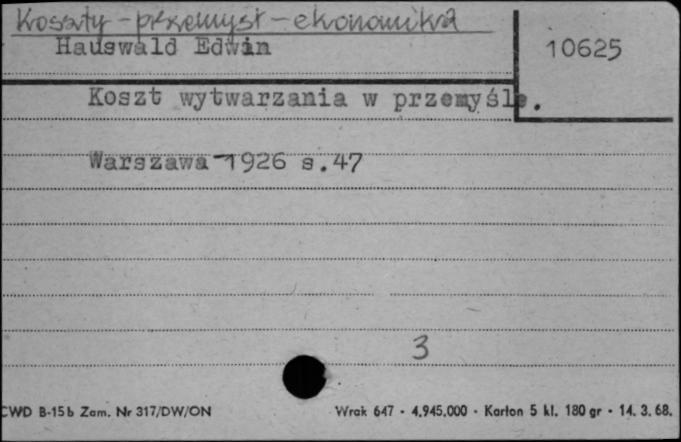 Koszty - przemysł - ekonomika
Hauswald Edwin
10625
Koszt wytwarzania w przemyśle.
Warszawa 1926 s.47
3
CWD B-15b Zam. Nr 317/DW/ON
Wrak 647 - 4.945.000 - Karton 5 kl. 180 gr - 14. 3. 68.